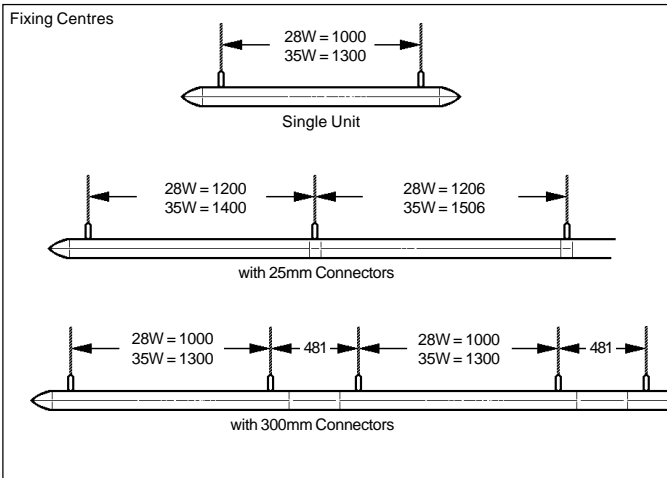 Fixing Centres
28W = 1000
35W = 1300
Single Unit
28W = 1200
35W = 1400
28W = 1206
35W = 1506
with 25mm Connectors
28W = 1000
35W = 1300
481
28W = 1000
35W = 1300
481
with 300mm Connectors